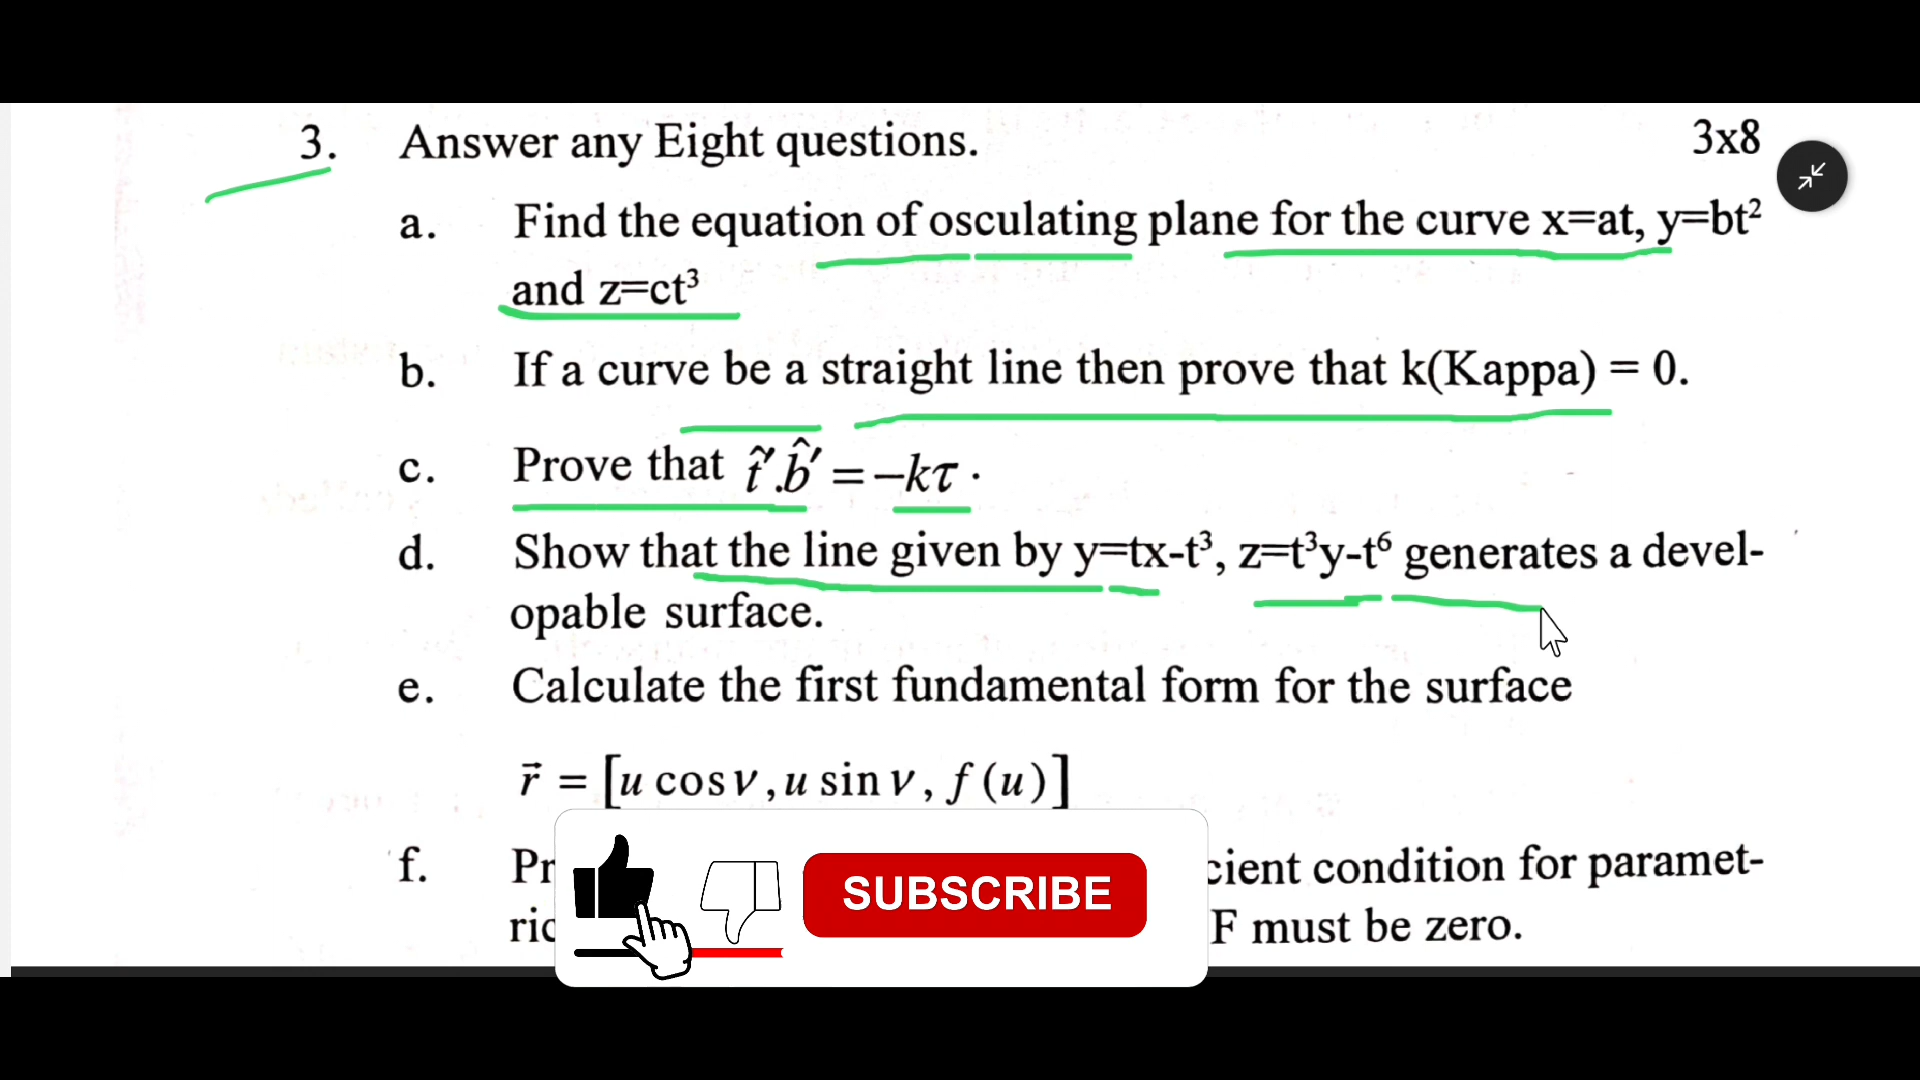 3. Answer any Eight questions. 3x8
a. Find the equation of osculating plane for the curve x=at, y=bt²
and z=ct³
b. If a curve be a straight line then prove that k(Kappa) = 0.
c. Prove that t̃′.b̂′ = −kτ .
d. Show that the line given by y=tx-t³, z=t³y-t⁶ generates a devel-
opable surface.
e. Calculate the first fundamental form for the surface
r⃗ = [u cos v, u sin v, f (u)]
f. condition for paramet-
F must be zero.
SUBSCRIBE